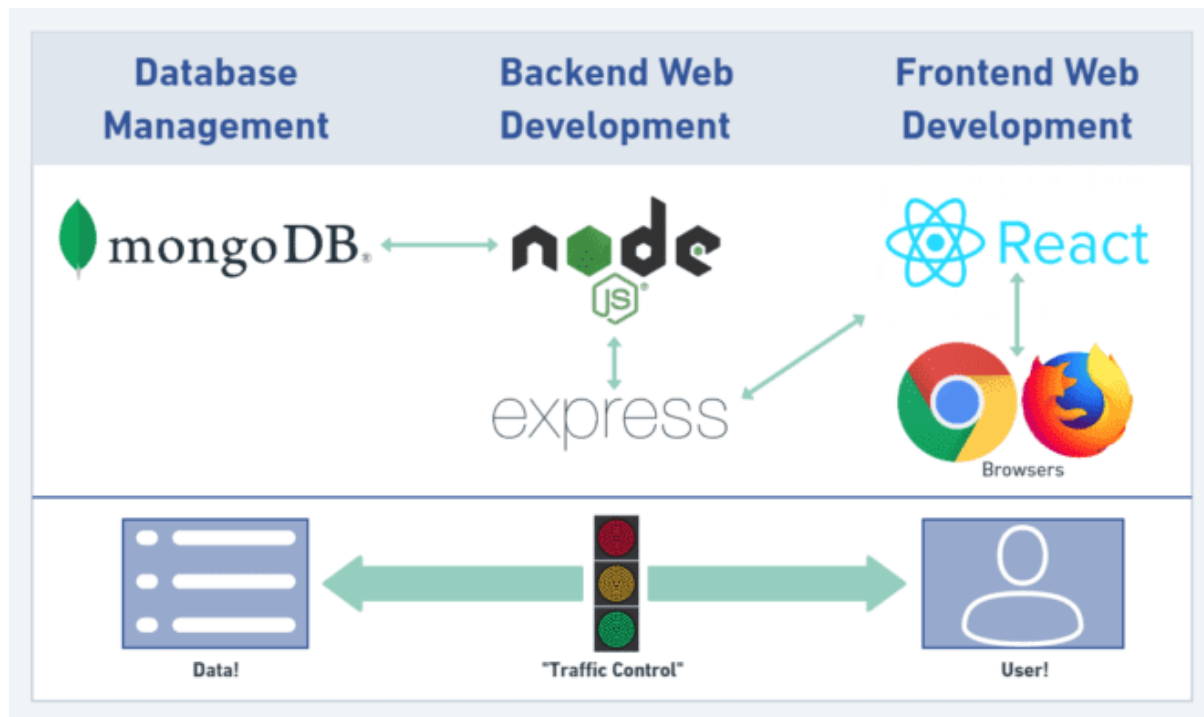 Database
Management
Backend Web
Development
Frontend Web
Development
mongoDB®
node
JS®
React
express
Browsers
Data!
"Traffic Control"
User!